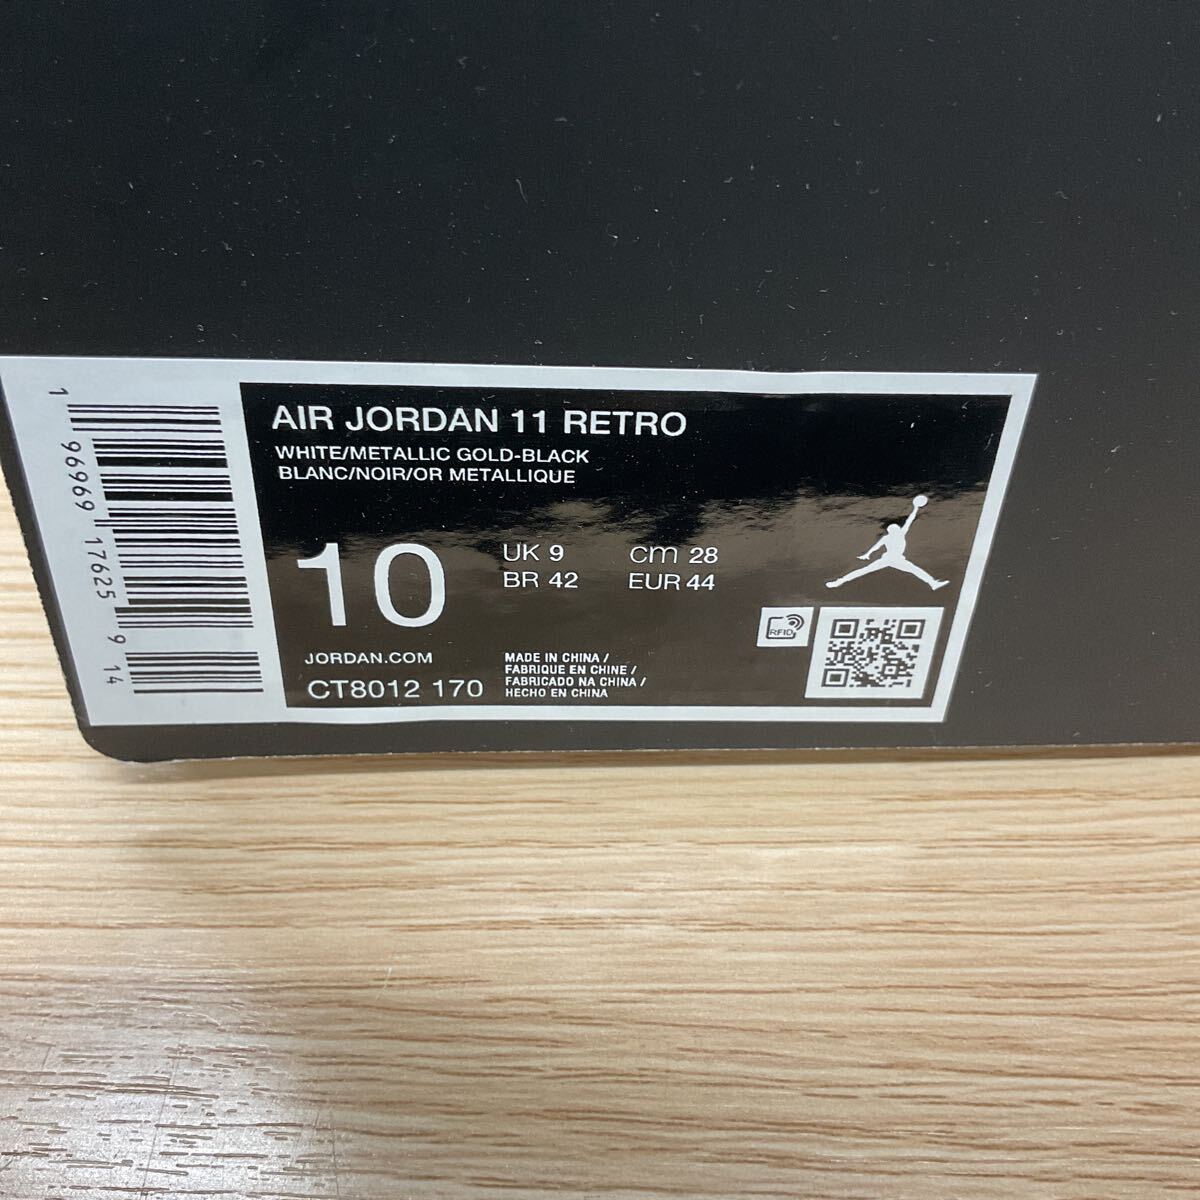 AIR JORDAN 11 RETRO
WHITE/METALLIC GOLD-BLACK
BLANC/NOIR/OR METALLIQUE
10
UK 9
cm 28
BR 42
EUR 44
JORDAN.COM
CT8012 170
MADE IN CHINA /
FABRIQUE EN CHINE /
FABRICADO NA CHINA /
HECHO EN CHINA
RFID
1 96969 17625 9 14